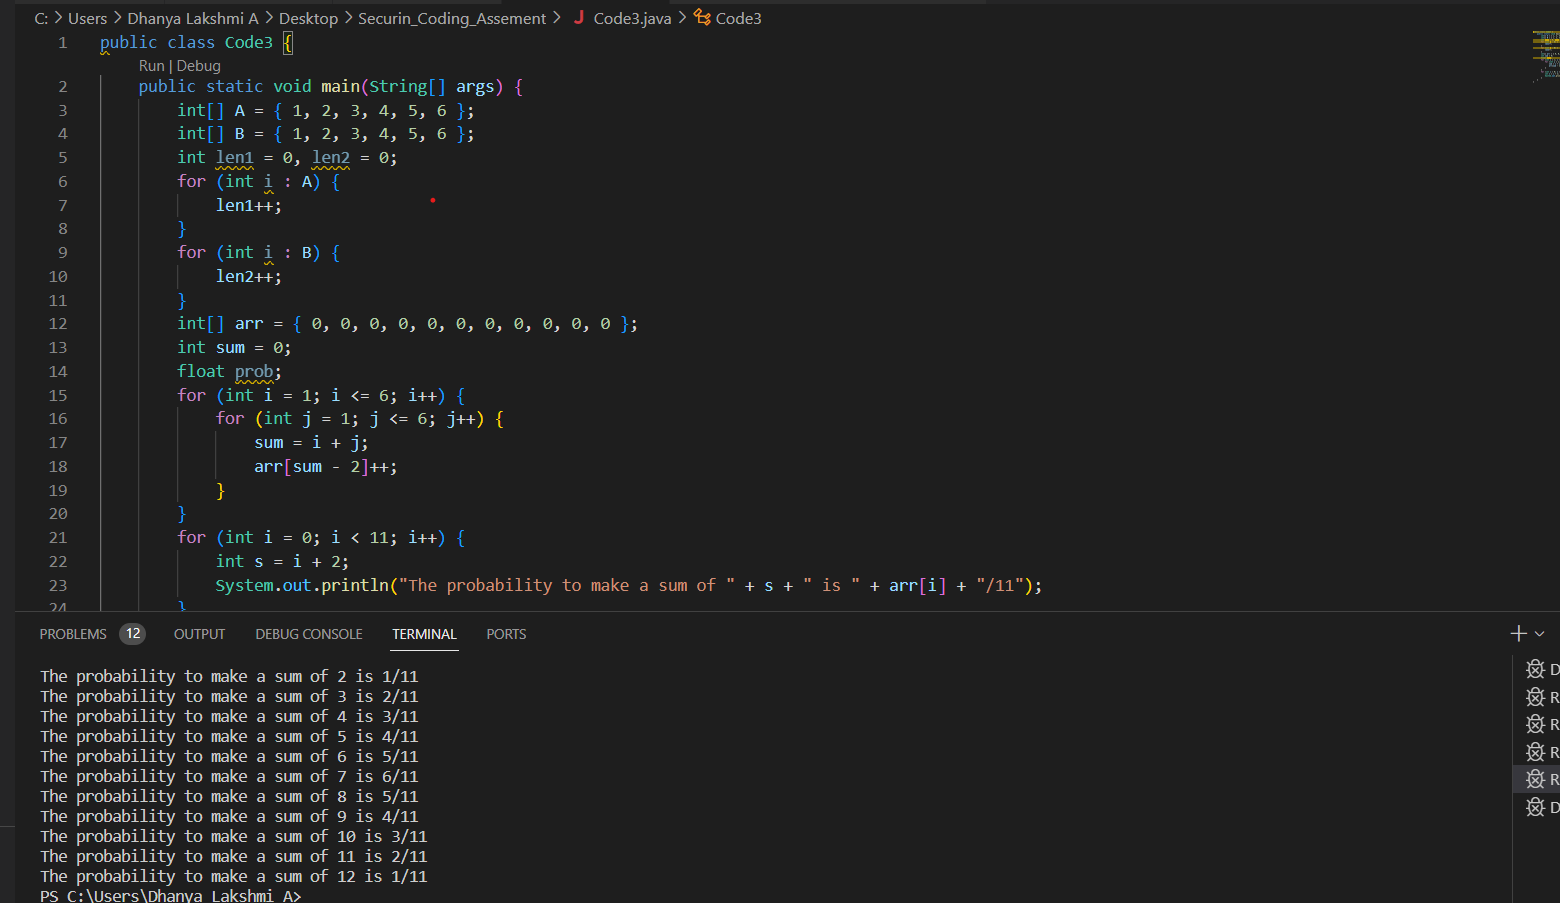 C: > Users > Dhanya Lakshmi A > Desktop > Securin_Coding_Assement > J Code3.java > Code3
1 public class Code3 {
Run | Debug
2 public static void main(String[] args) {
3 int[] A = { 1, 2, 3, 4, 5, 6 };
4 int[] B = { 1, 2, 3, 4, 5, 6 };
5 int len1 = 0, len2 = 0;
6 for (int i : A) {
7 len1++;
8 }
9 for (int i : B) {
10 len2++;
11 }
12 int[] arr = { 0, 0, 0, 0, 0, 0, 0, 0, 0, 0, 0 };
13 int sum = 0;
14 float prob;
15 for (int i = 1; i <= 6; i++) {
16 for (int j = 1; j <= 6; j++) {
17 sum = i + j;
18 arr[sum - 2]++;
19 }
20 }
21 for (int i = 0; i < 11; i++) {
22 int s = i + 2;
23 System.out.println("The probability to make a sum of " + s + " is " + arr[i] + "/11");
24 }
PROBLEMS 12 OUTPUT DEBUG CONSOLE TERMINAL PORTS
The probability to make a sum of 2 is 1/11
The probability to make a sum of 3 is 2/11
The probability to make a sum of 4 is 3/11
The probability to make a sum of 5 is 4/11
The probability to make a sum of 6 is 5/11
The probability to make a sum of 7 is 6/11
The probability to make a sum of 8 is 5/11
The probability to make a sum of 9 is 4/11
The probability to make a sum of 10 is 3/11
The probability to make a sum of 11 is 2/11
The probability to make a sum of 12 is 1/11
PS C:\Users\Dhanya Lakshmi A>
D
R
R
R
R
D